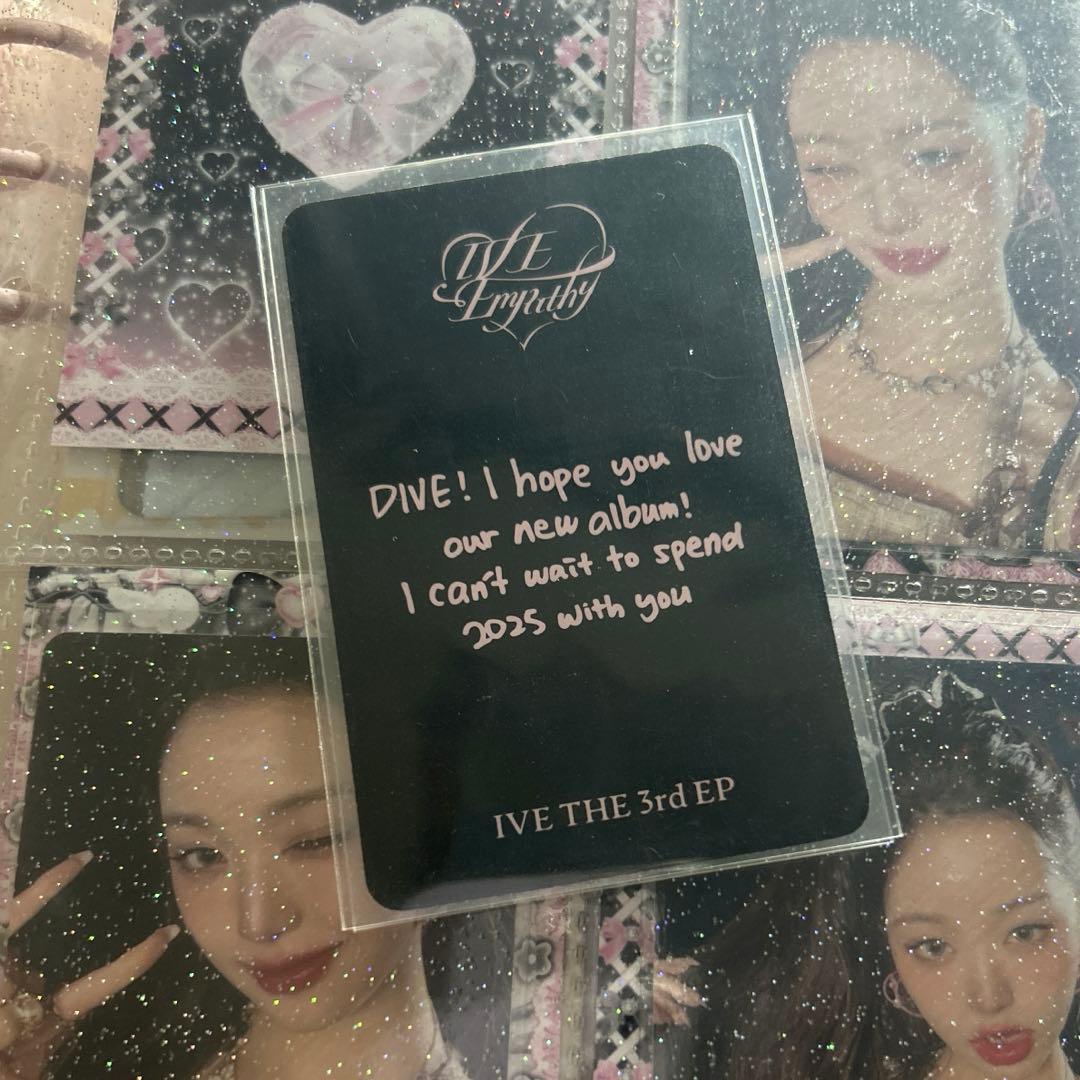 IVE
Empathy
DIVE! I hope you love
our new album!
I can't wait to spend
2025 with you
IVE THE 3rd EP